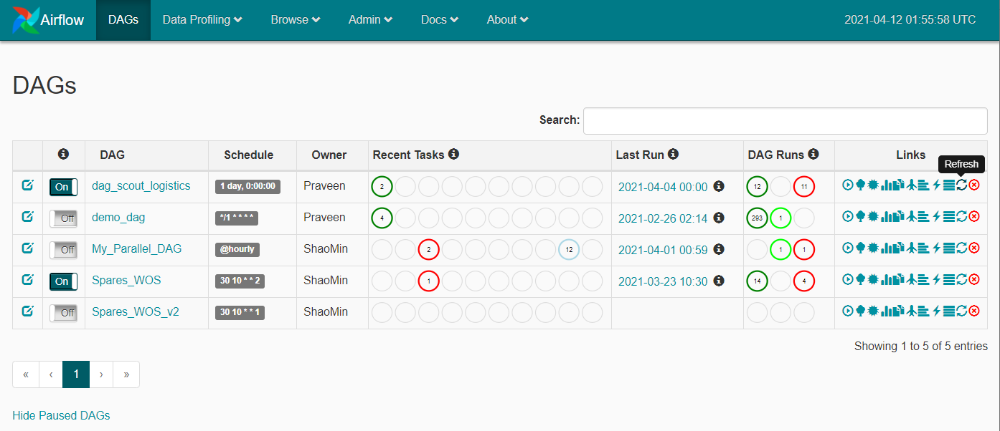 Airflow DAGs Data Profiling Browse Admin Docs About 2021-04-12 01:55:58 UTC
DAGs
Search:
DAG Schedule Owner Recent Tasks Last Run DAG Runs Links
Refresh
On dag_scout_logistics 1 day, 0:00:00 Praveen 2 2021-04-04 00:00 12 11
Off demo_dag */1 * * * * Praveen 4 2021-02-26 02:14 293 1
Off My_Parallel_DAG @hourly ShaoMin 2 12 2021-04-01 00:59 1 1
On Spares_WOS 30 10 * * 2 ShaoMin 1 2021-03-23 10:30 14 4
Off Spares_WOS_v2 30 10 * * 1 ShaoMin
Showing 1 to 5 of 5 entries
« ‹ 1 › »
Hide Paused DAGs